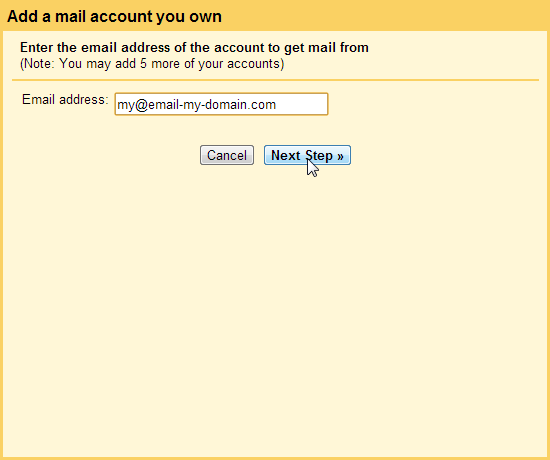 Add a mail account you own
Enter the email address of the account to get mail from
(Note: You may add 5 more of your accounts)
Email address: my@email-my-domain.com
Cancel Next Step »